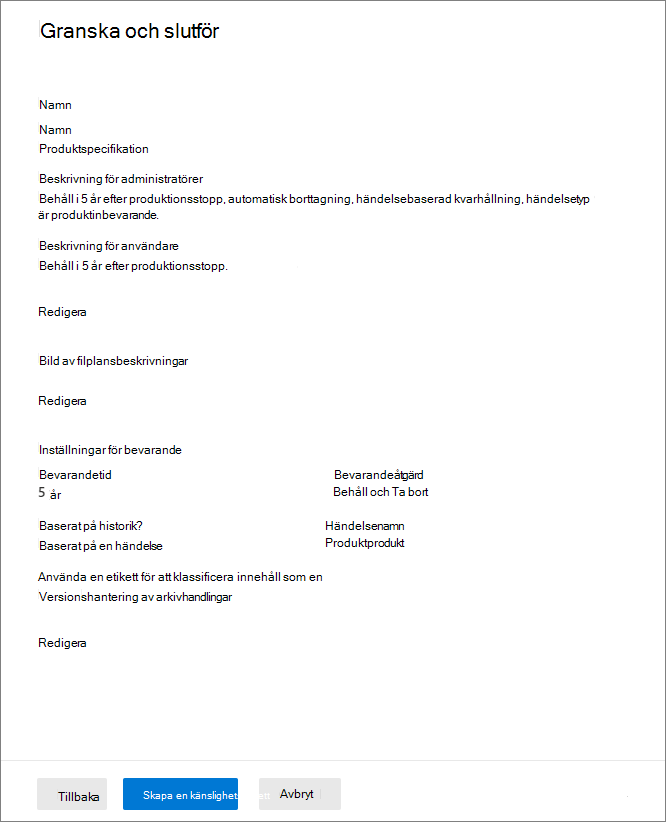 Granska och slutför
Namn
Namn
Produktspecifikation
Beskrivning för administratörer
Behåll i 5 år efter produktionsstopp, automatisk borttagning, händelsebaserad kvarhållning, händelsetyp
är produktinbevarande.
Beskrivning för användare
Behåll i 5 år efter produktionsstopp.
Redigera
Bild av filplansbeskrivningar
Redigera
Inställningar för bevarande
Bevarandetid
Bevarandeåtgärd
5 år
Behåll och Ta bort
Baserat på historik?
Händelsenamn
Baserat på en händelse
Produktprodukt
Använda en etikett för att klassificera innehåll som en
Versionshantering av arkivhandlingar
Redigera
Tillbaka
Skapa en känslighetsetikett
Avbryt